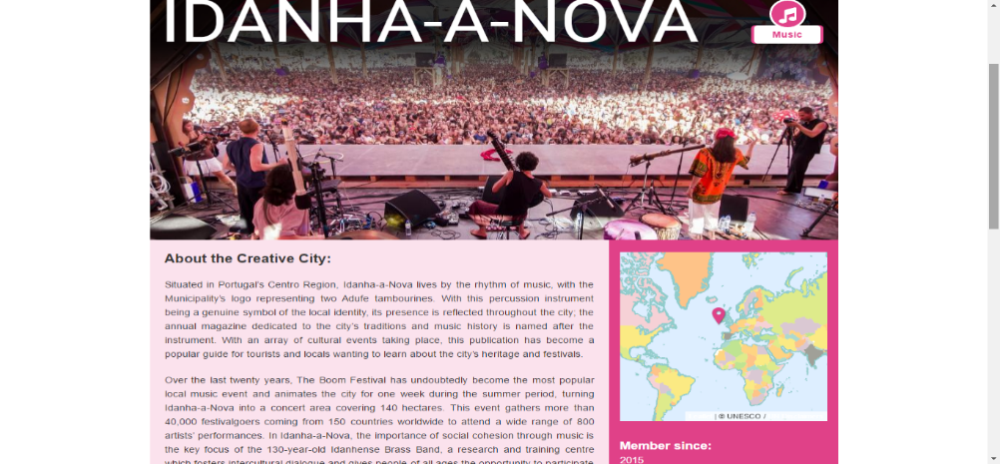 IDANHA-A-NOVA
Music
About the Creative City:
Situated in Portugal's Centro Region, Idanha-a-Nova lives by the rhythm of music, with the
Municipality's logo representing two Adufe tambourines. With this percussion instrument
being a genuine symbol of the local identity, its presence is reflected throughout the city; the
annual magazine dedicated to the city's traditions and music history is named after the
instrument. With an array of cultural events taking place, this publication has become a
popular guide for tourists and locals wanting to learn about the city's heritage and festivals.
Over the last twenty years, The Boom Festival has undoubtedly become the most popular
local music event and animates the city for one week during the summer period, turning
Idanha-a-Nova into a concert area covering 140 hectares. This event gathers more than
40,000 festivalgoers coming from 150 countries worldwide to attend a wide range of 800
artists' performances. In Idanha-a-Nova, the importance of social cohesion through music is
the key focus of the 130-year-old Idanhense Brass Band, a research and training centre
which fosters intercultural dialogue and gives people of all ages the opportunity to participate
| © UNESCO /
Member since:
2015